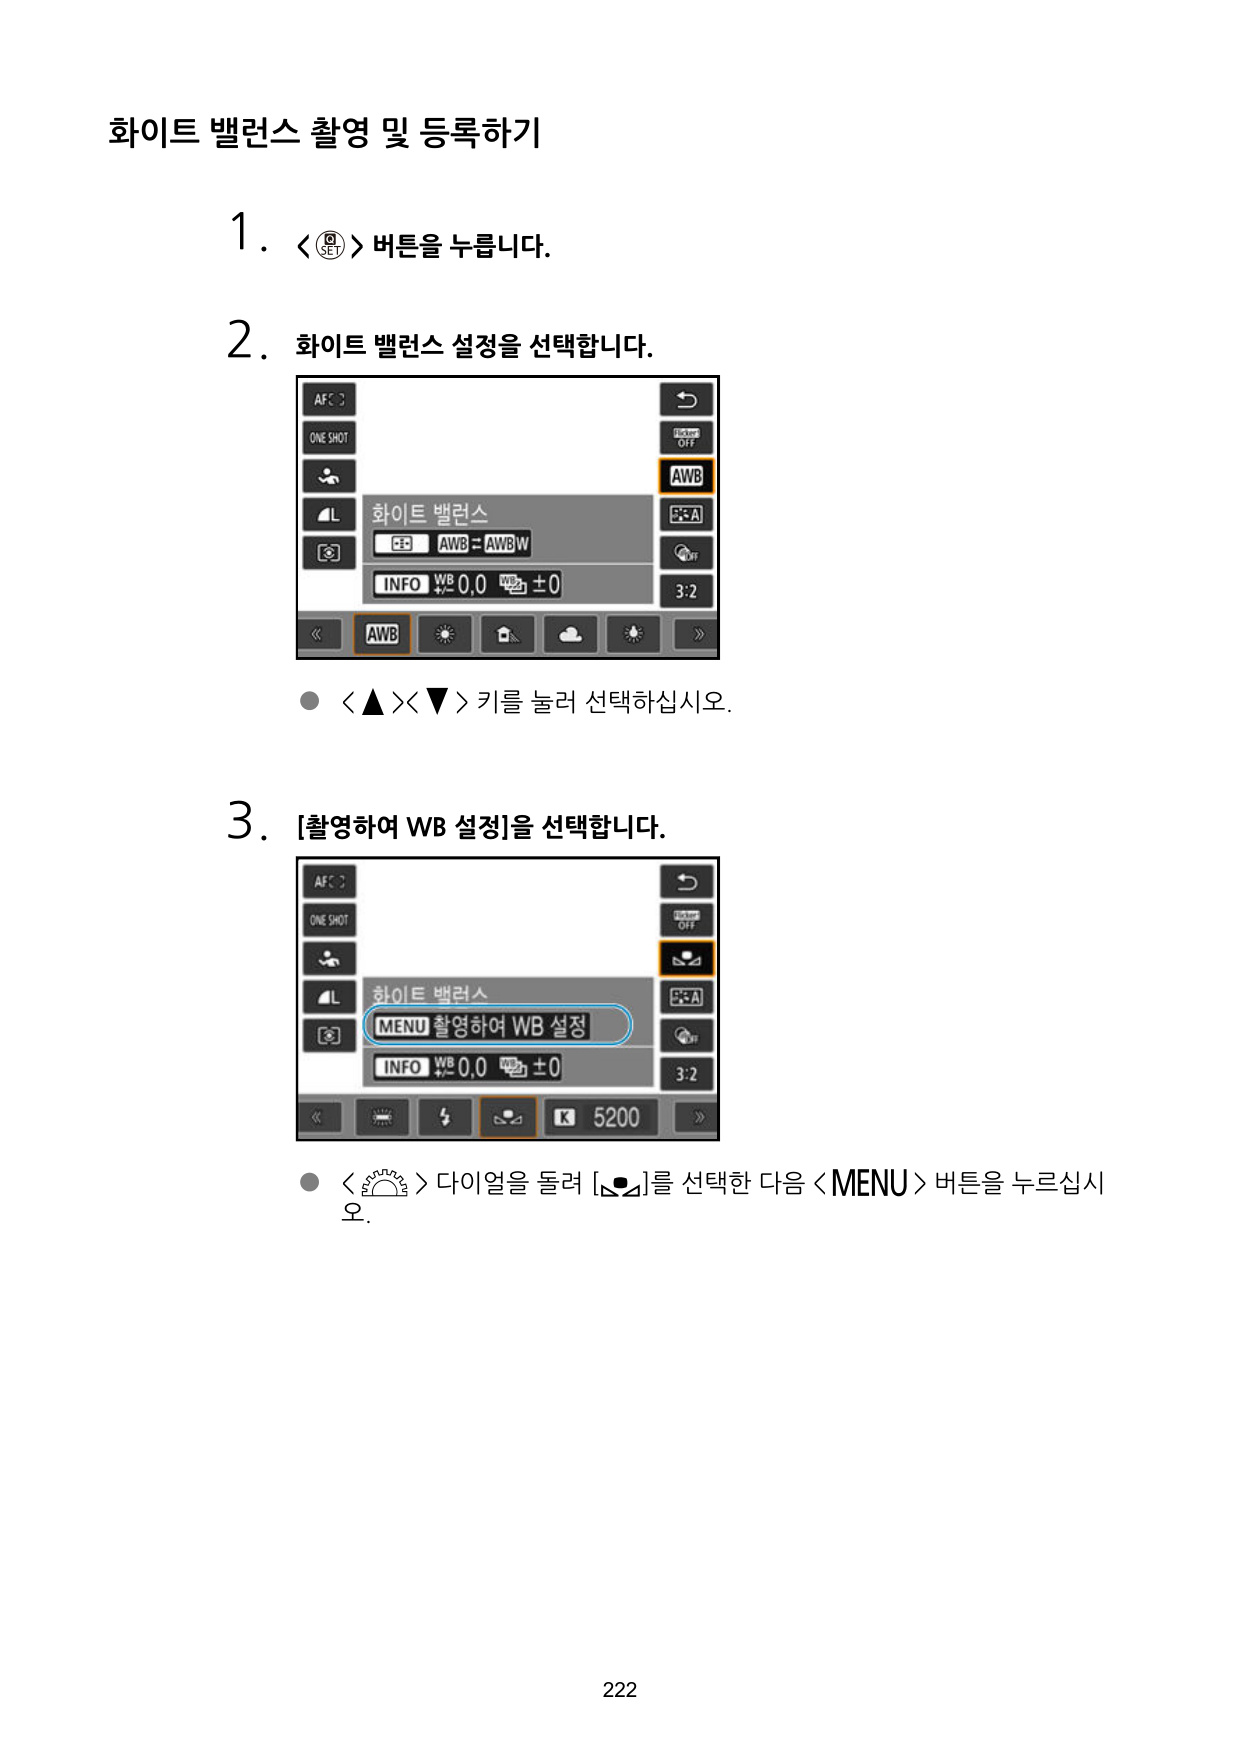 화이트 밸런스 촬영 및 등록하기
1. < Q SET > 버튼을 누릅니다.
2. 화이트 밸런스 설정을 선택합니다.
AF
ONE SHOT
Flicker OFF
AWB
L
화이트 밸런스
A
AWB⇄AWBW
OFF
INFO WB +/- 0,0 WB ±0
3:2
« AWB »
● <▲><▼> 키를 눌러 선택하십시오.
3. [촬영하여 WB 설정]을 선택합니다.
AF
ONE SHOT
Flicker OFF
L
화이트 밸런스
A
MENU 촬영하여 WB 설정
OFF
INFO WB +/- 0,0 WB ±0
3:2
« K 5200 »
● < > 다이얼을 돌려 [ ]를 선택한 다음 <MENU> 버튼을 누르십시
오.
222